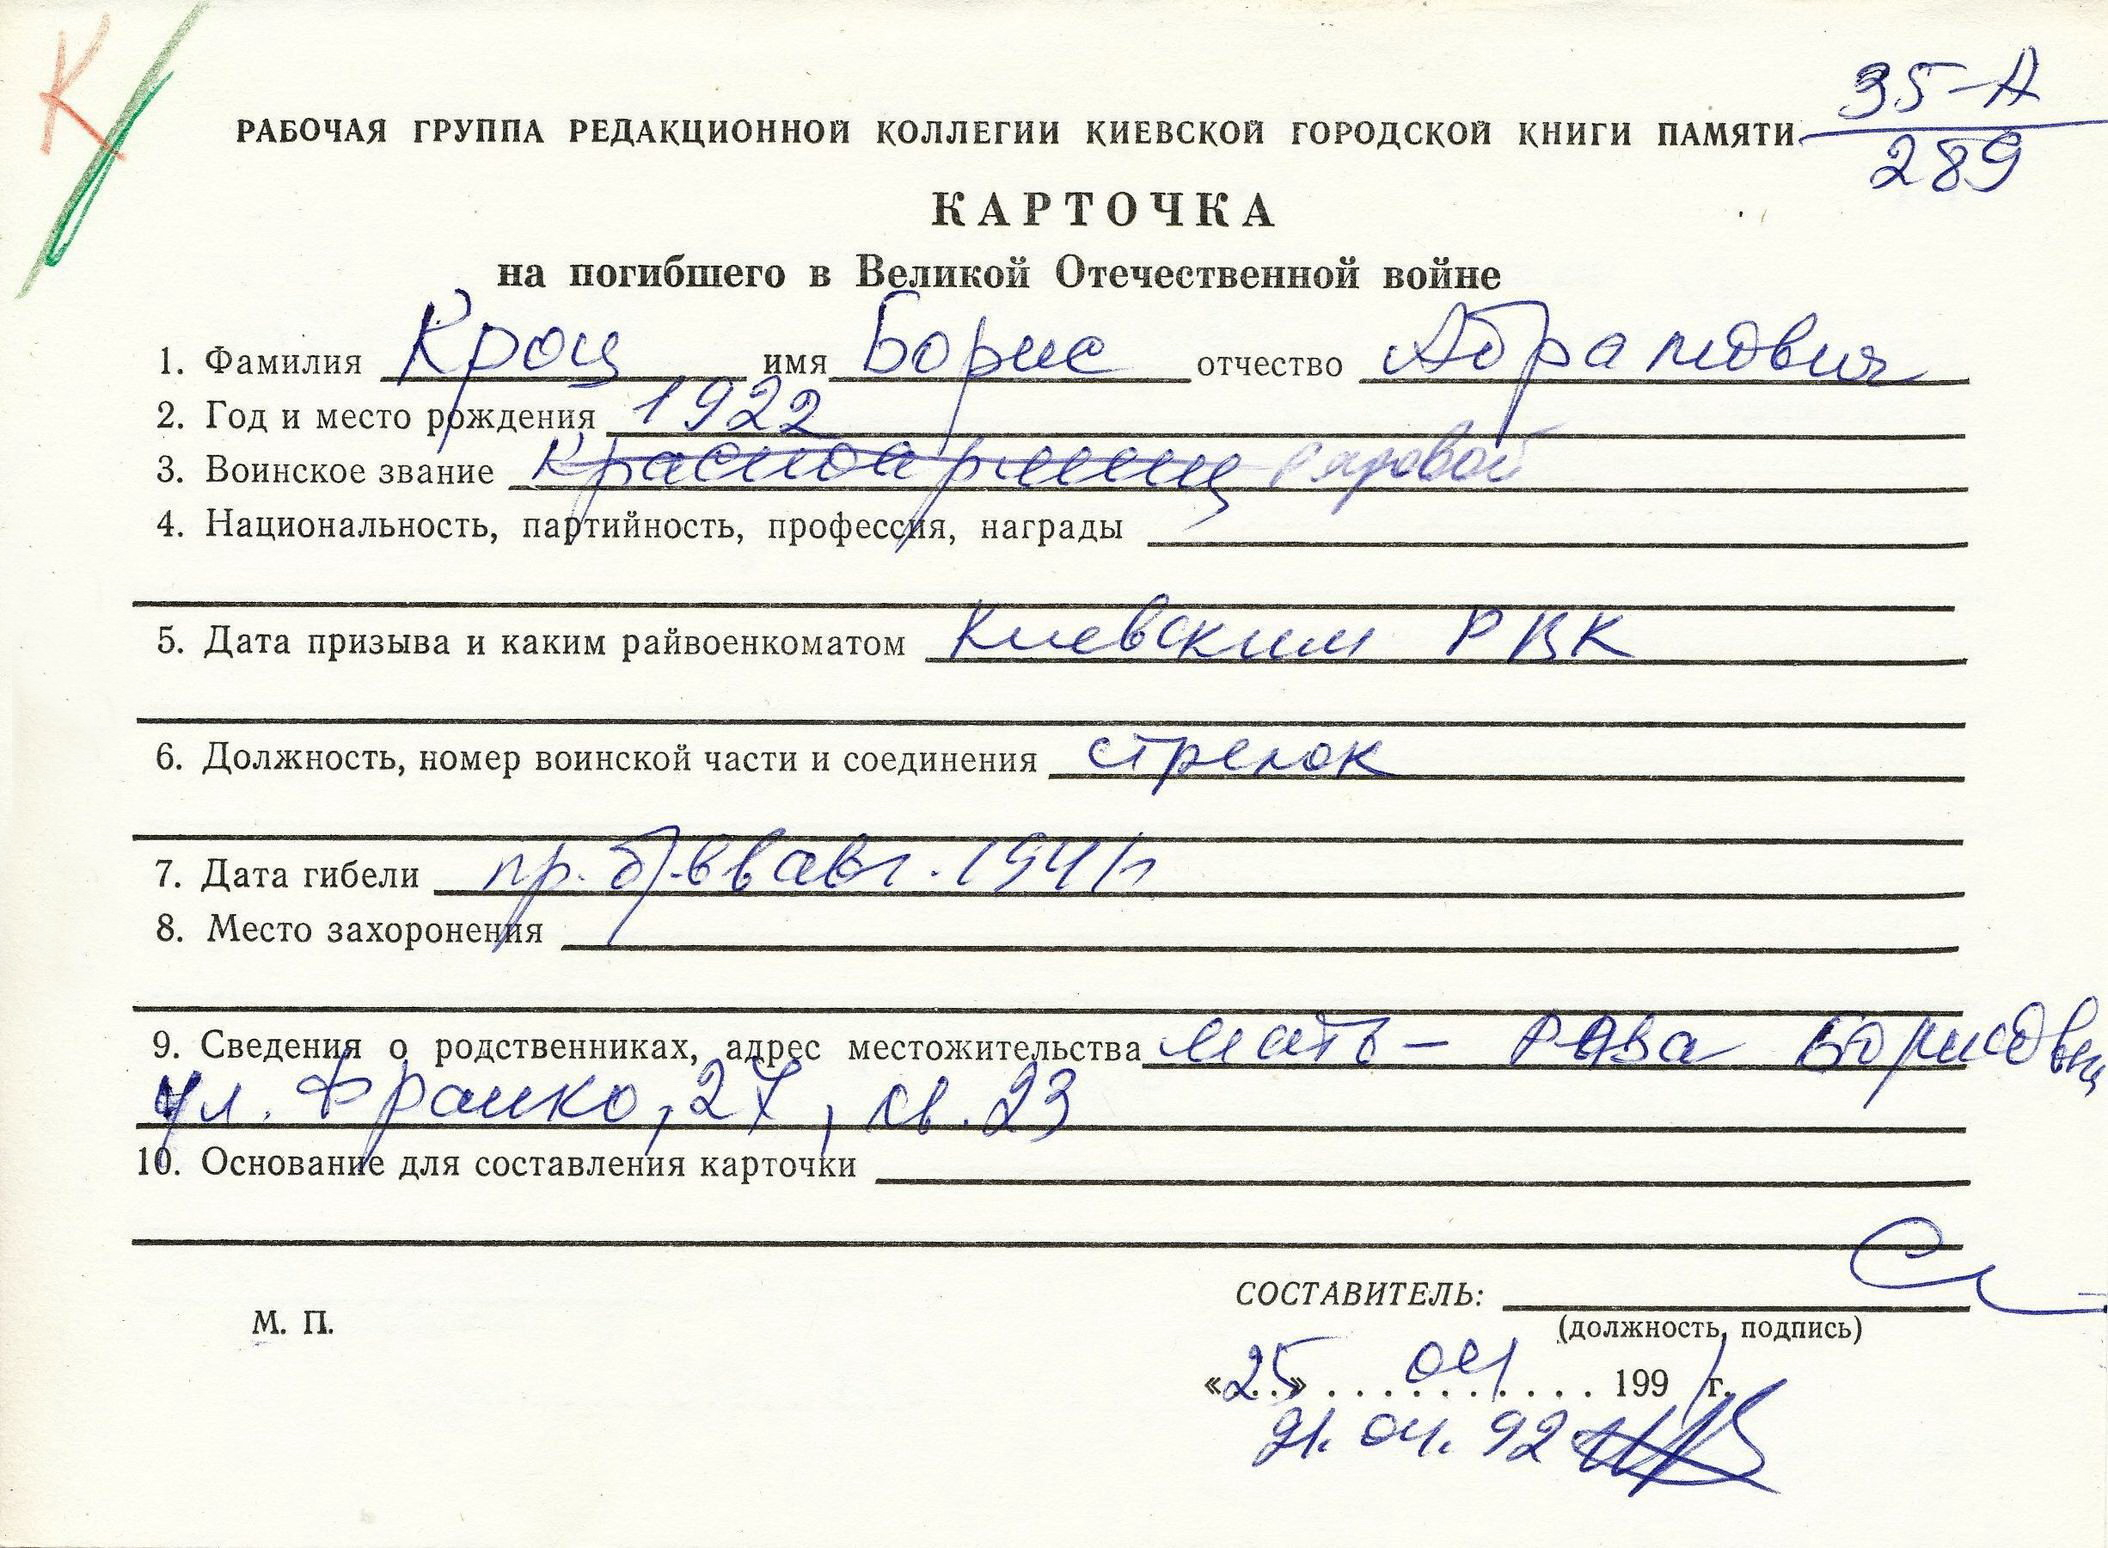 К
35-А
РАБОЧАЯ ГРУППА РЕДАКЦИОННОЙ КОЛЛЕГИИ КИЕВСКОЙ ГОРОДСКОЙ КНИГИ ПАМЯТИ
289
КАРТОЧКА
на погибшего в Великой Отечественной войне
1. Фамилия Кроц имя Борис отчество Абрамович
2. Год и место рождения 1922
3. Воинское звание Красноармеец рядовой
4. Национальность, партийность, профессия, награды
5. Дата призыва и каким райвоенкоматом Киевским РВК
6. Должность, номер воинской части и соединения стрелок
7. Дата гибели пр. б/в в авг. 1941г
8. Место захоронения
9. Сведения о родственниках, адрес местожительства мать - Роза Борисовна
ул. Франко, 27, кв. 23
10. Основание для составления карточки
СОСТАВИТЕЛЬ:
М. П.
(должность, подпись)
«25» 04 199 г.
21. 04. 92